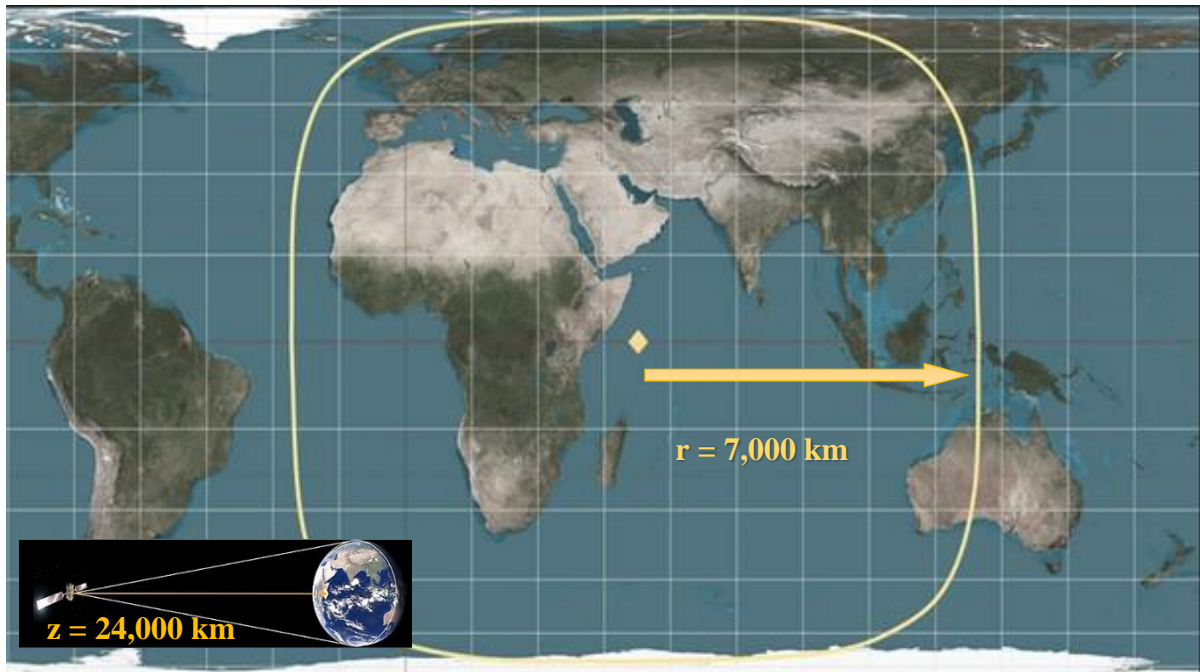 r = 7,000 km
z = 24,000 km